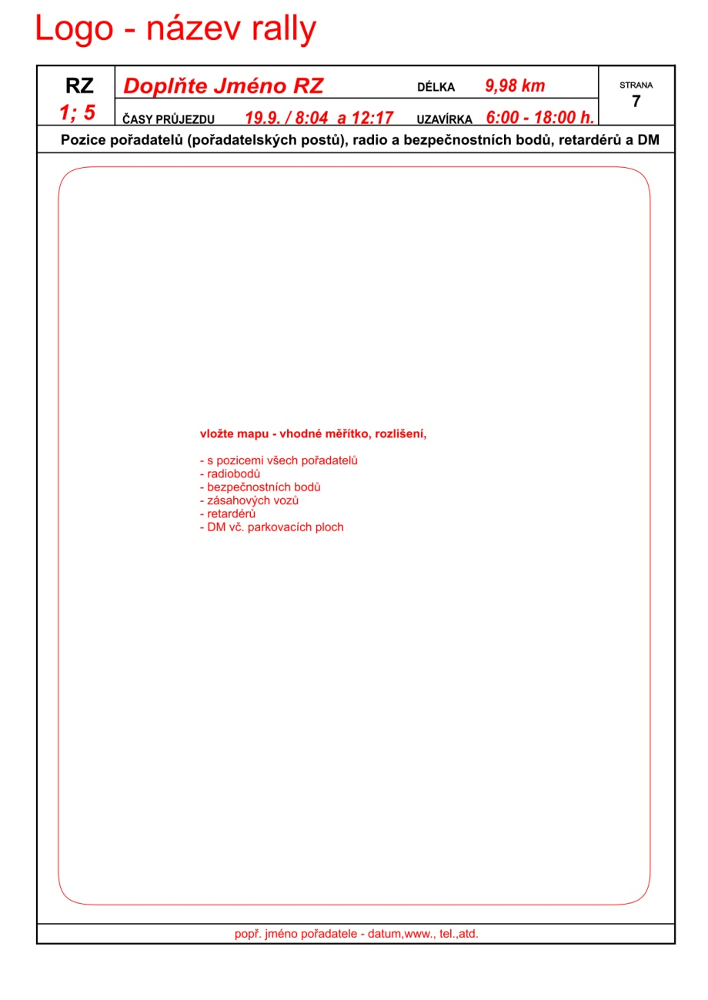 Logo - název rally
RZ
1; 5
Doplňte Jméno RZ
DÉLKA 9,98 km
ČASY PRŮJEZDU 19.9. / 8:04 a 12:17 UZAVÍRKA 6:00 - 18:00 h.
STRANA
7
Pozice pořadatelů (pořadatelských postů), radio a bezpečnostních bodů, retardérů a DM
vložte mapu - vhodné měřítko, rozlišení,
- s pozicemi všech pořadatelů
- radiobodů
- bezpečnostních bodů
- zásahových vozů
- retardérů
- DM vč. parkovacích ploch
popř. jméno pořadatele - datum,www., tel.,atd.